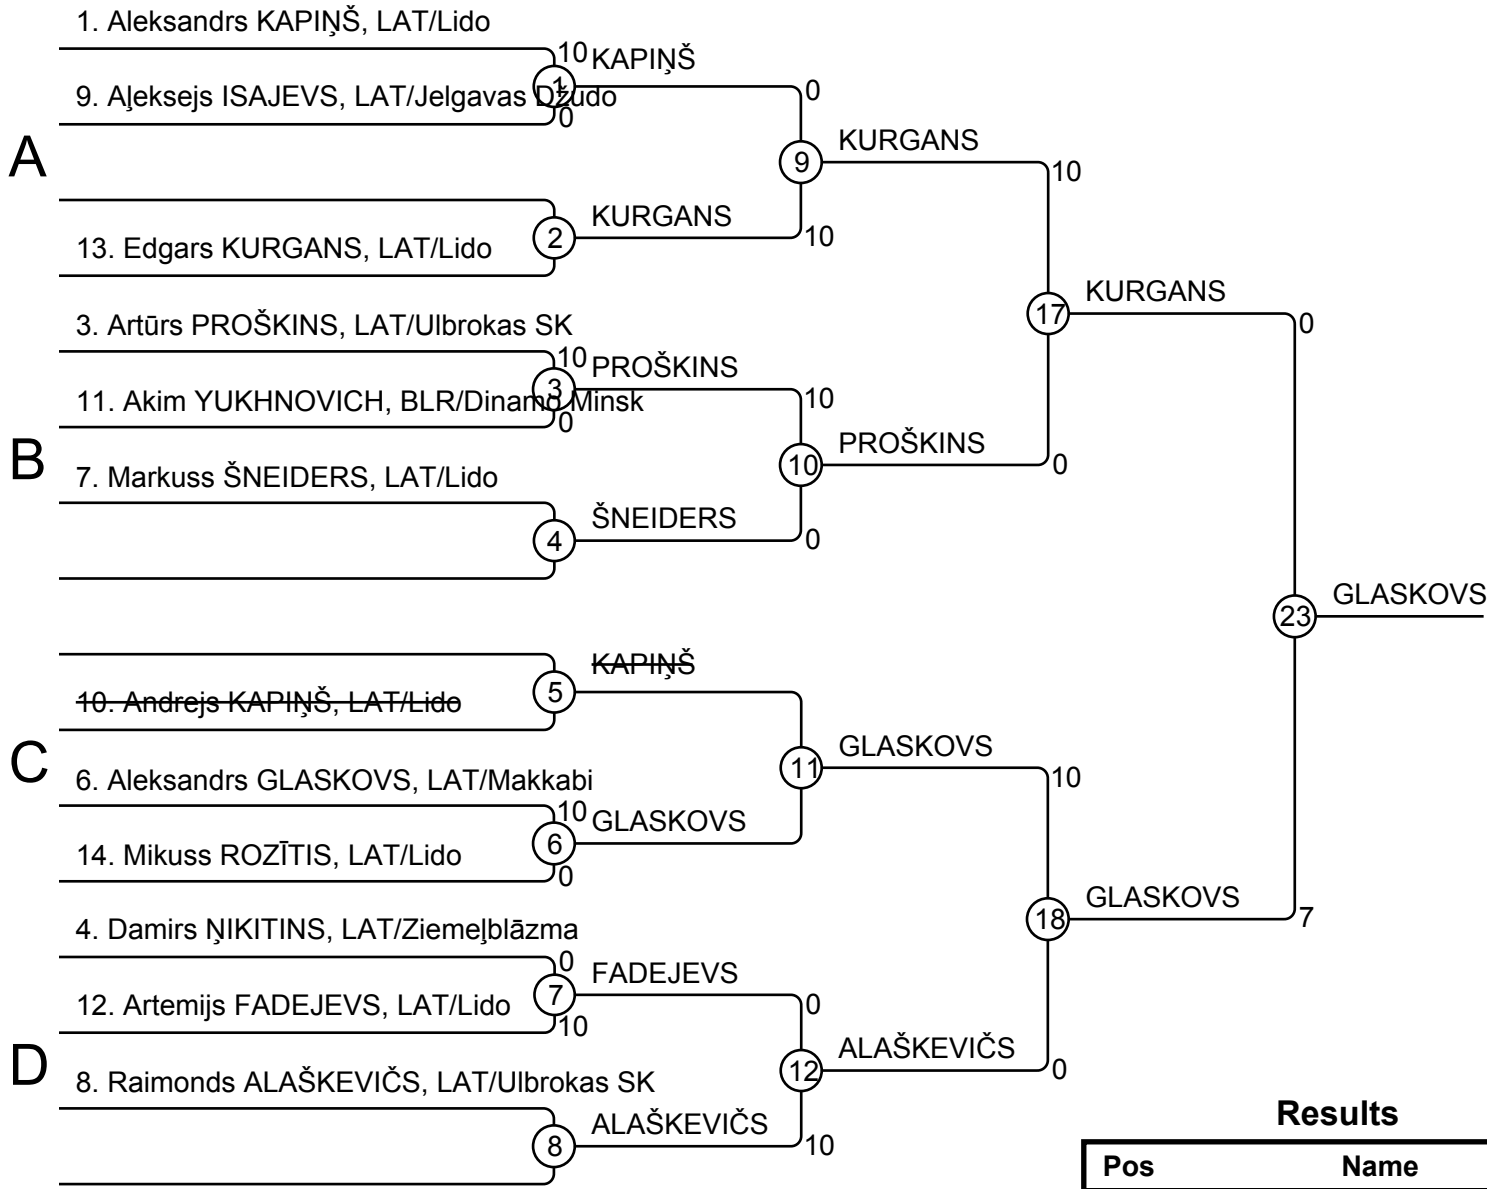 1. Aleksandrs KAPIŅŠ, LAT/Lido
10
KAPIŅŠ
1
9. Aļeksejs ISAJEVS, LAT/Jelgavas Džudo
0
0
A
KURGANS
9
10
KURGANS
2
10
13. Edgars KURGANS, LAT/Lido
KURGANS
17
0
3. Artūrs PROŠKINS, LAT/Ulbrokas SK
10
PROŠKINS
3
10
11. Akim YUKHNOVICH, BLR/Dinamo Minsk
0
B
PROŠKINS
10
0
7. Markuss ŠNEIDERS, LAT/Lido
ŠNEIDERS
4
0
GLASKOVS
23
KAPIŅŠ
5
10. Andrejs KAPIŅŠ, LAT/Lido
C
GLASKOVS
11
10
6. Aleksandrs GLASKOVS, LAT/Makkabi
10
GLASKOVS
6
14. Mikuss ROZĪTIS, LAT/Lido
0
GLASKOVS
18
7
4. Damirs ŅIKITINS, LAT/Ziemeļblāzma
0
FADEJEVS
7
0
12. Artemijs FADEJEVS, LAT/Lido
10
D
ALAŠKEVIČS
12
0
8. Raimonds ALAŠKEVIČS, LAT/Ulbrokas SK
ALAŠKEVIČS
8
10
Results
Pos Name